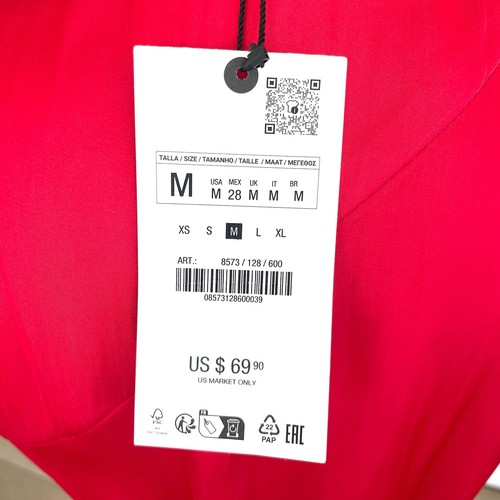 TALLA / SIZE / TAMANHO / TAILLE / MAAT / ΜΕΓΕΘΟΣ
M USA M MEX 28 UK M IT M BR M
XS S M L XL
ART.: 8573 / 128 / 600
08573128600039
US $ 69 90
US MARKET ONLY
FSC FR 22 PAP EAC